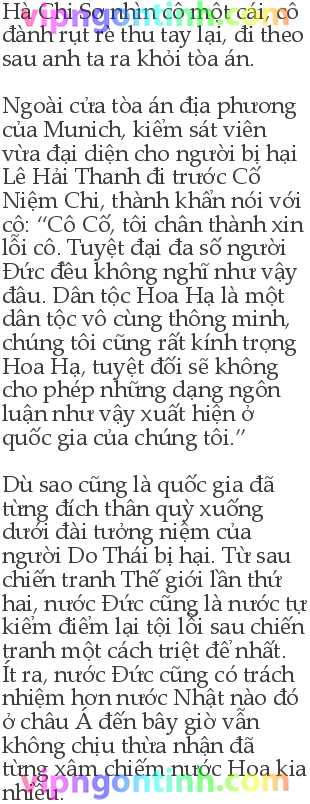 Hà Chi Sơ nhìn cô một cái, cô
đành rụt rè thu tay lại, đi theo
sau anh ta ra khỏi tòa án.
Ngoài cửa tòa án địa phương
của Munich, kiểm sát viên
vừa đại diện cho người bị hại
Lê Hải Thanh đi trước Cố
Niệm Chi, thành khẩn nói với
cô: “Cô Cố, tôi chân thành xin
lỗi cô. Tuyệt đại đa số người
Đức đều không nghĩ như vậy
đâu. Dân tộc Hoa Hạ là một
dân tộc vô cùng thông minh,
chúng tôi cũng rất kính trọng
Hoa Hạ, tuyệt đối sẽ không
cho phép những dạng ngôn
luận như vậy xuất hiện ở
quốc gia của chúng tôi.”
Dù sao cũng là quốc gia đã
từng đích thân quỳ xuống
dưới đài tưởng niệm của
người Do Thái bị hại. Từ sau
chiến tranh Thế giới lần thứ
hai, nước Đức cũng là nước tự
kiểm điểm lại tội lỗi sau chiến
tranh một cách triệt để nhất.
Ít ra, nước Đức cũng có trách
nhiệm hơn nước Nhật nào đó
ở châu Á đến bây giờ vẫn
không chịu thừa nhận đã
từng xâm chiếm nước Hoa kia
nhiều.
vipngontinh.com
vipngontinh.com